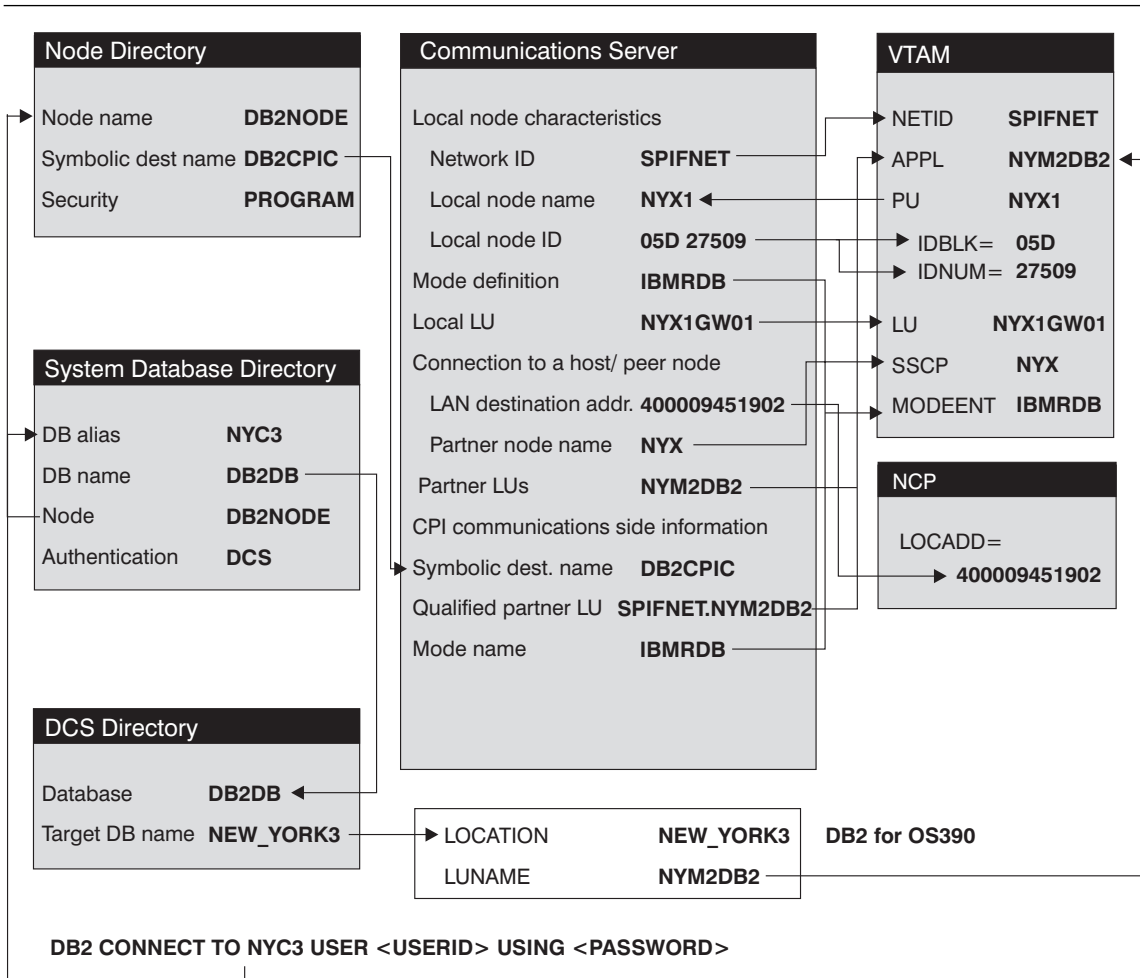 Node Directory
Node name DB2NODE
Symbolic dest name DB2CPIC
Security PROGRAM
System Database Directory
DB alias NYC3
DB name DB2DB
Node DB2NODE
Authentication DCS
DCS Directory
Database DB2DB
Target DB name NEW_YORK3
Communications Server
Local node characteristics
Network ID SPIFNET
Local node name NYX1
Local node ID 05D 27509
Mode definition IBMRDB
Local LU NYX1GW01
Connection to a host/ peer node
LAN destination addr. 400009451902
Partner node name NYX
Partner LUs NYM2DB2
CPI communications side information
Symbolic dest. name DB2CPIC
Qualified partner LU SPIFNET.NYM2DB2
Mode name IBMRDB
VTAM
NETID SPIFNET
APPL NYM2DB2
PU NYX1
IDBLK= 05D
IDNUM= 27509
LU NYX1GW01
SSCP NYX
MODEENT IBMRDB
NCP
LOCADD=
400009451902
LOCATION NEW_YORK3
LUNAME NYM2DB2
DB2 for OS390
DB2 CONNECT TO NYC3 USER <USERID> USING <PASSWORD>